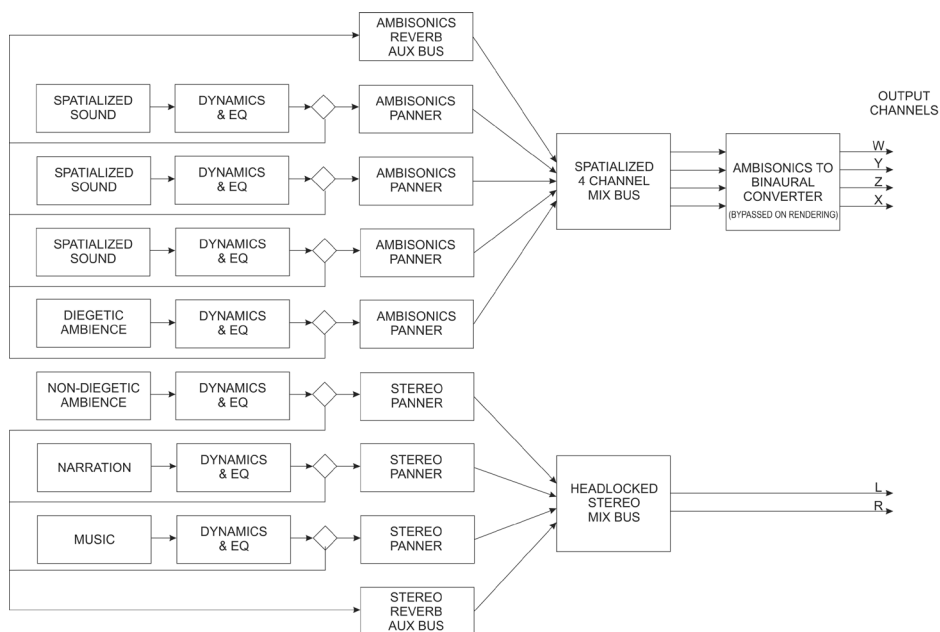 AMBISONICS
REVERB
AUX BUS
SPATIALIZED
SOUND
DYNAMICS
& EQ
AMBISONICS
PANNER
SPATIALIZED
SOUND
DYNAMICS
& EQ
AMBISONICS
PANNER
SPATIALIZED
SOUND
DYNAMICS
& EQ
AMBISONICS
PANNER
DIEGETIC
AMBIENCE
DYNAMICS
& EQ
AMBISONICS
PANNER
SPATIALIZED
4 CHANNEL
MIX BUS
AMBISONICS TO
BINAURAL
CONVERTER
(BYPASSED ON RENDERING)
OUTPUT
CHANNELS
W
Y
Z
X
NON-DIEGETIC
AMBIENCE
DYNAMICS
& EQ
STEREO
PANNER
NARRATION
DYNAMICS
& EQ
STEREO
PANNER
MUSIC
DYNAMICS
& EQ
STEREO
PANNER
STEREO
REVERB
AUX BUS
HEADLOCKED
STEREO
MIX BUS
L
R